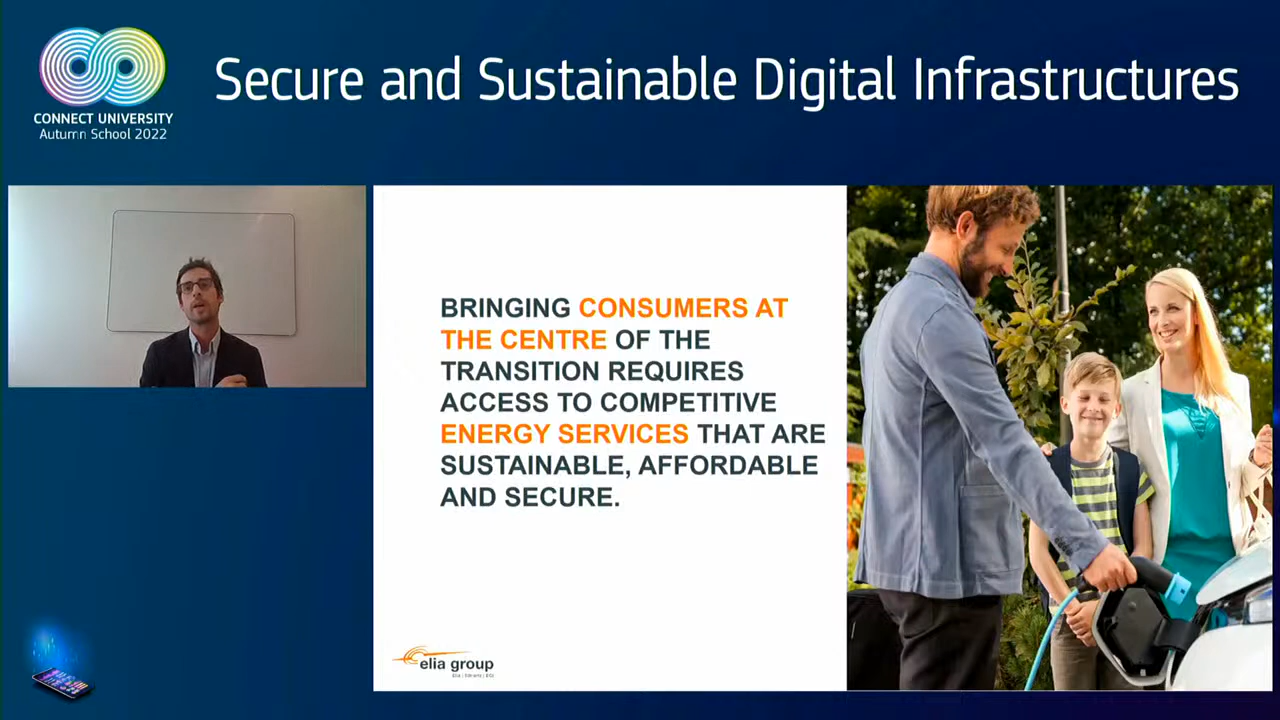 Secure and Sustainable Digital Infrastructures
CONNECT UNIVERSITY
Autumn School 2022
BRINGING CONSUMERS AT
THE CENTRE OF THE
TRANSITION REQUIRES
ACCESS TO COMPETITIVE
ENERGY SERVICES THAT ARE
SUSTAINABLE, AFFORDABLE
AND SECURE.
elia group